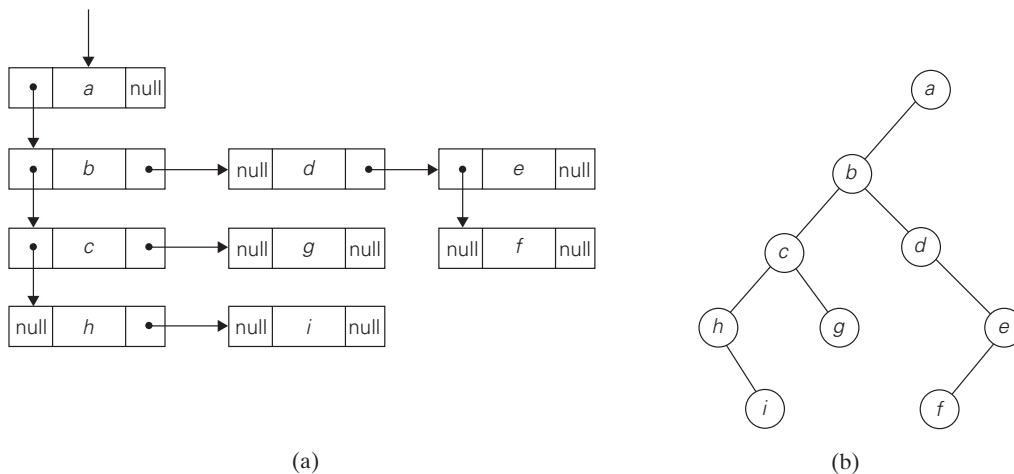 a null
b null d e null
c null g null null f null
null h null i null
(a)
a
b
c d
h g e
i f
(b)